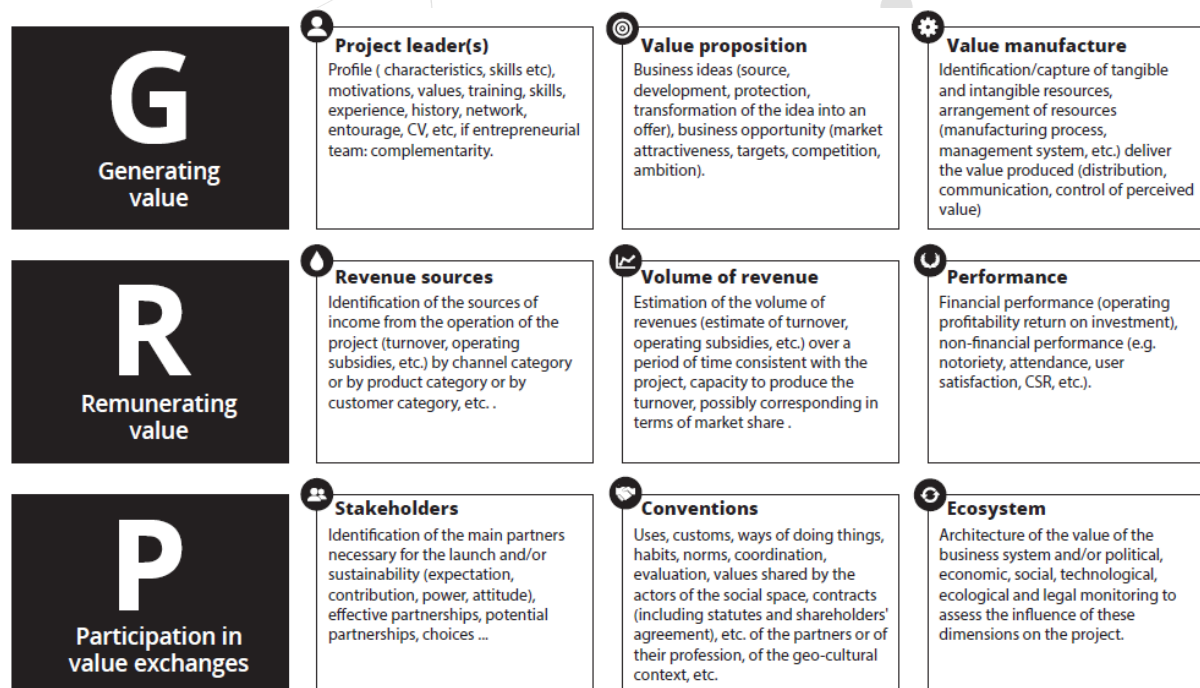 G
Generating
value
Project leader(s)
Profile ( characteristics, skills etc),
motivations, values, training, skills,
experience, history, network,
entourage, CV, etc, if entrepreneurial
team: complementarity.
Value proposition
Business ideas (source,
development, protection,
transformation of the idea into an
offer), business opportunity (market
attractiveness, targets, competition,
ambition).
Value manufacture
Identification/capture of tangible
and intangible resources,
arrangement of resources
(manufacturing process,
management system, etc.) deliver
the value produced (distribution,
communication, control of perceived
value)
R
Remunerating
value
Revenue sources
Identification of the sources of
income from the operation of the
project (turnover, operating
subsidies, etc.) by channel category
or by product category or by
customer category, etc. .
Volume of revenue
Estimation of the volume of
revenues (estimate of turnover,
operating subsidies, etc.) over a
period of time consistent with the
project, capacity to produce the
turnover, possibly corresponding in
terms of market share .
Performance
Financial performance (operating
profitability return on investment),
non-financial performance (e.g.
notoriety, attendance, user
satisfaction, CSR, etc.).
P
Participation in
value exchanges
Stakeholders
Identification of the main partners
necessary for the launch and/or
sustainability (expectation,
contribution, power, attitude),
effective partnerships, potential
partnerships, choices ...
Conventions
Uses, customs, ways of doing things,
habits, norms, coordination,
evaluation, values shared by the
actors of the social space, contracts
(including statutes and shareholders'
agreement), etc. of the partners or of
their profession, of the geo-cultural
context, etc.
Ecosystem
Architecture of the value of the
business system and/or political,
economic, social, technological,
ecological and legal monitoring to
assess the influence of these
dimensions on the project.